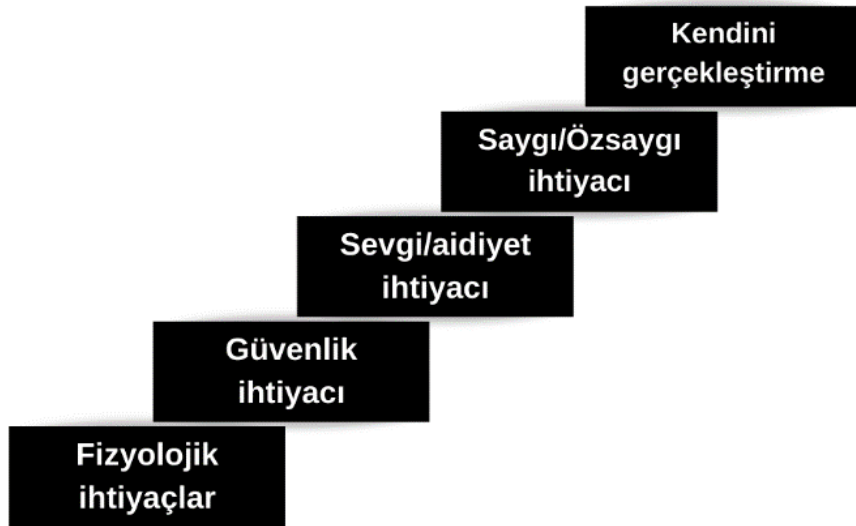 Kendini
gerçekleştirme
Saygı/Özsaygı
ihtiyacı
Sevgi/aidiyet
ihtiyacı
Güvenlik
ihtiyacı
Fizyolojik
ihtiyaçlar